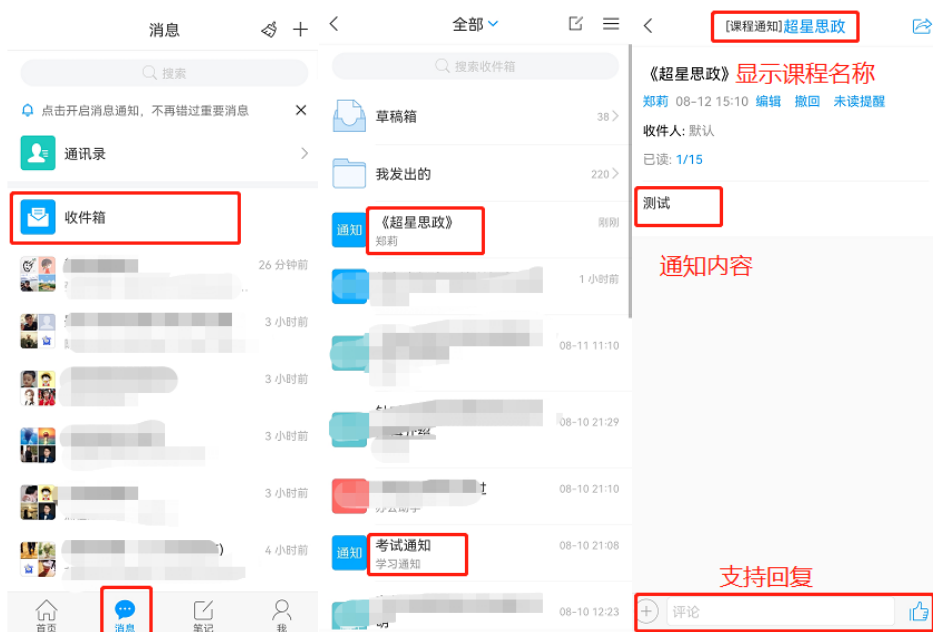 消息
搜索
点击开启消息通知，不再错过重要消息
通讯录
收件箱
26 分钟前
3 小时前
3 小时前
3 小时前
3 小时前
4 小时前
首页
消息
笔记
我
全部
搜索收件箱
草稿箱
38
我发出的
220
通知
《超星思政》
刚刚
郑莉
1 小时前
08-11 11:10
08-10 21:29
08-10 21:10
通知
考试通知
08-10 21:08
学习通知
08-10 12:23
[课程通知]超星思政
《超星思政》显示课程名称
郑莉 08-12 15:10 编辑 撤回 未读提醒
收件人: 默认
已读: 1/15
测试
通知内容
支持回复
评论